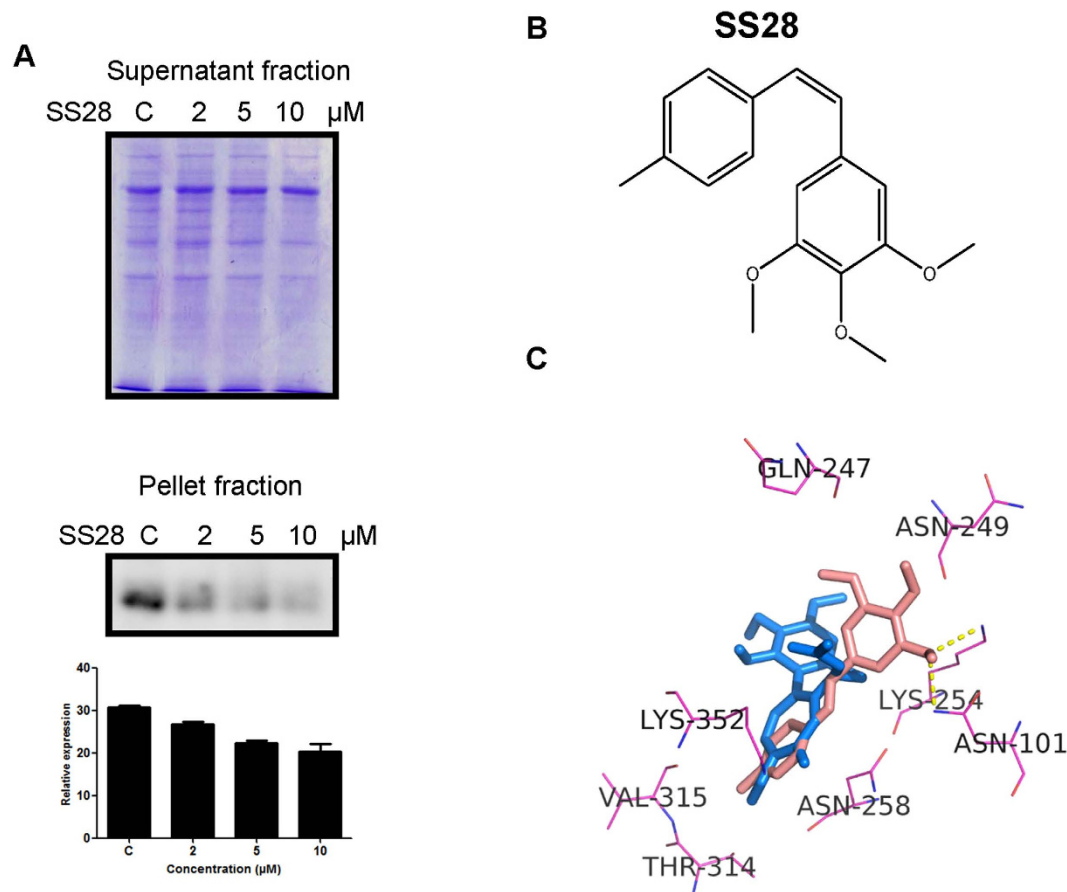 A
Supernatant fraction
SS28 C 2 5 10 µM
Pellet fraction
SS28 C 2 5 10 µM
Relative expression
40
30
20
10
0
C 2 5 10
Concentration (µM)
B
SS28
O
O
O
C
GLN-247
ASN-249
LYS-254
LYS-352
ASN-101
VAL-315
ASN-258
THR-314